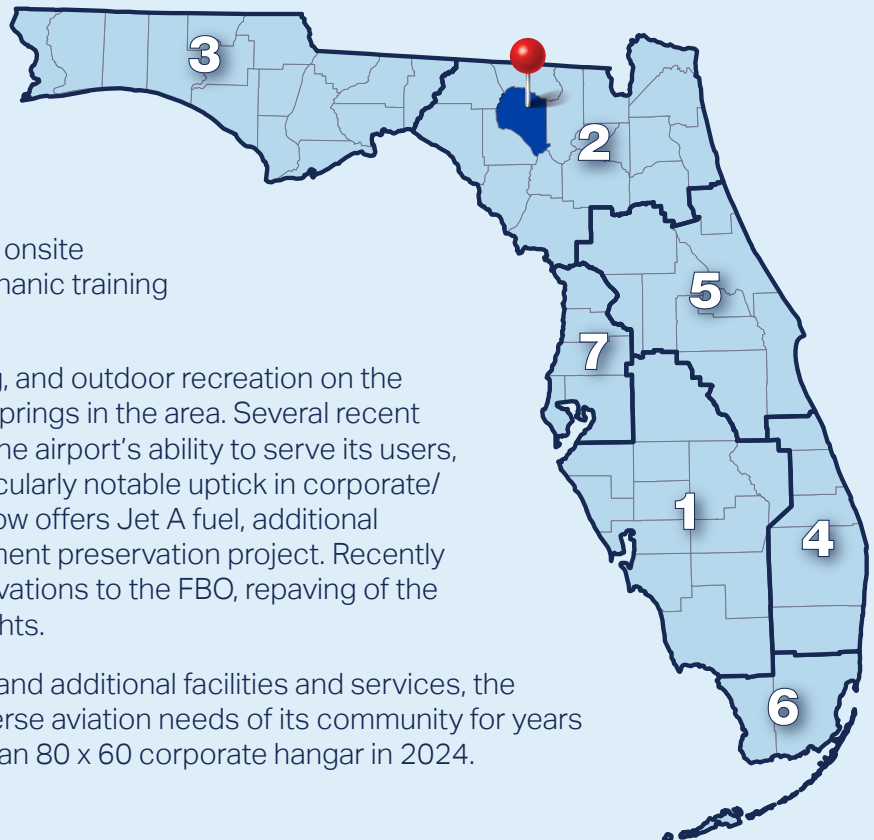 3
2
onsite
hanic training
5
7
g, and outdoor recreation on the
prings in the area. Several recent
he airport's ability to serve its users,
cularly notable uptick in corporate/
ow offers Jet A fuel, additional
1
ment preservation project. Recently
4
vations to the FBO, repaving of the
hts.
and additional facilities and services, the
6
erse aviation needs of its community for years
an 80 x 60 corporate hangar in 2024.